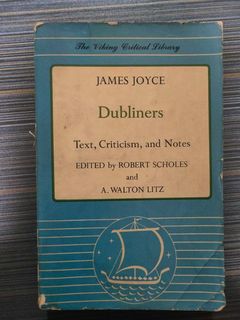 The Viking Critical Library
JAMES JOYCE
Dubliners
Text, Criticism, and Notes
EDITED BY ROBERT SCHOLES
and
A. WALTON LITZ